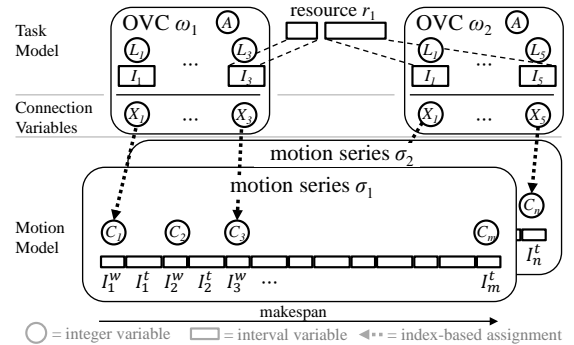 Task Model
OVC ω₁
A
resource r₁
OVC ω₂
A
L₁ ... L₃
L₁ ... L₅
I₁ I₃
I₁ I₅
Connection Variables
X₁ ... X₃
X₁ ... X₅
motion series σ₂
motion series σ₁
Motion Model
C₁ C₂ C₃ Cₘ
Cₙ
I₁ʷ I₁ᵗ I₂ʷ I₂ᵗ I₃ʷ ... Iₘᵗ
Iₙᵗ
makespan
= integer variable = interval variable = index-based assignment